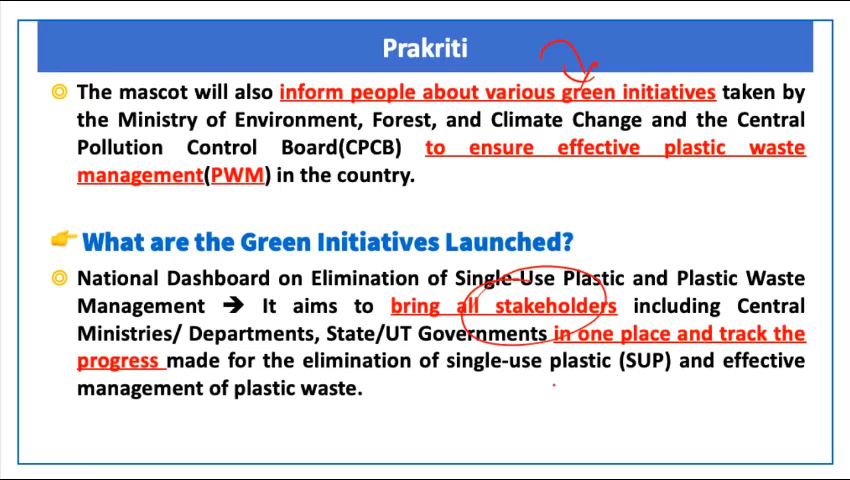 Prakriti
The mascot will also inform people about various green initiatives taken by
the Ministry of Environment, Forest, and Climate Change and the Central
Pollution Control Board(CPCB) to ensure effective plastic waste
management(PWM) in the country.
What are the Green Initiatives Launched?
National Dashboard on Elimination of Single-Use Plastic and Plastic Waste
Management ➔ It aims to bring all stakeholders including Central
Ministries/ Departments, State/UT Governments in one place and track the
progress made for the elimination of single-use plastic (SUP) and effective
management of plastic waste.